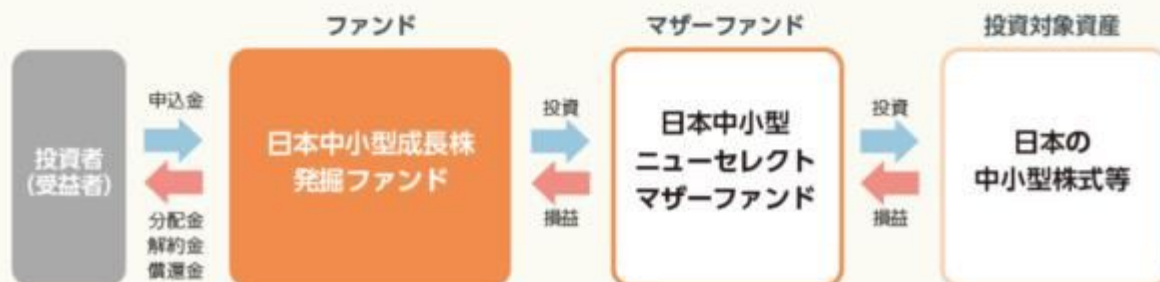 ファンド
マザーファンド
投資対象資産
投資者
(受益者)
申込金
分配金
解約金
償還金
日本中小型成長株
発掘ファンド
投資
損益
日本中小型
ニューセレクト
マザーファンド
投資
損益
日本の
中小型株式等